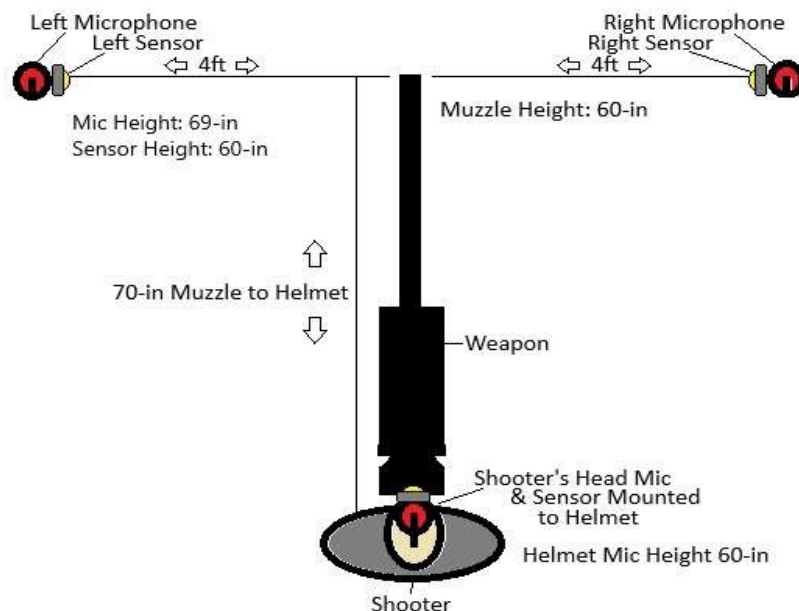 Left Microphone
Left Sensor
4ft
Right Microphone
Right Sensor
4ft
Mic Height: 69-in
Sensor Height: 60-in
Muzzle Height: 60-in
70-in Muzzle to Helmet
Weapon
Shooter's Head Mic
& Sensor Mounted
to Helmet
Helmet Mic Height 60-in
Shooter